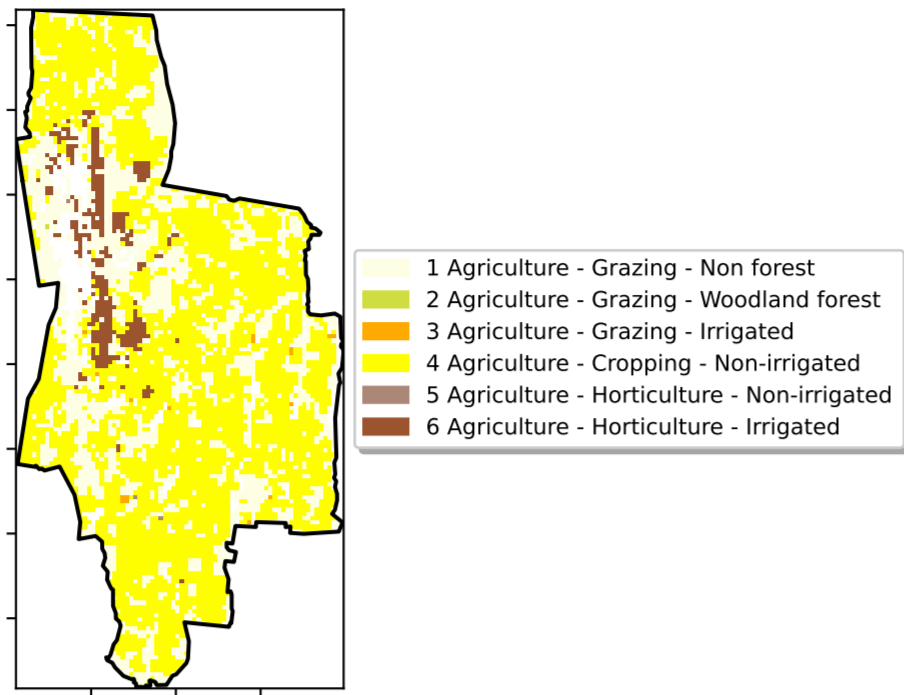 1 Agriculture - Grazing - Non forest
2 Agriculture - Grazing - Woodland forest
3 Agriculture - Grazing - Irrigated
4 Agriculture - Cropping - Non-irrigated
5 Agriculture - Horticulture - Non-irrigated
6 Agriculture - Horticulture - Irrigated